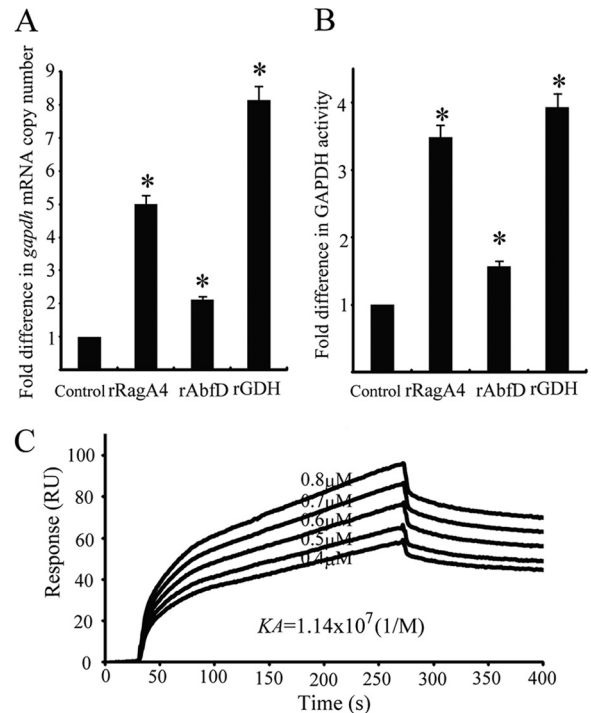 A
Fold difference in gapdh mRNA copy number
9
8
7
6
5
4
3
2
1
*
*
*
Control rRagA4 rAbfD rGDH
B
Fold difference in GAPDH activity
4
3
2
1
*
*
*
Control rRagA4 rAbfD rGDH
C
Response (RU)
100
80
60
40
20
0
0.8μM
0.7μM
0.6μM
0.5μM
0.4μM
KA=1.14x10⁷(1/M)
0 50 100 150 200 250 300 350 400
Time (s)